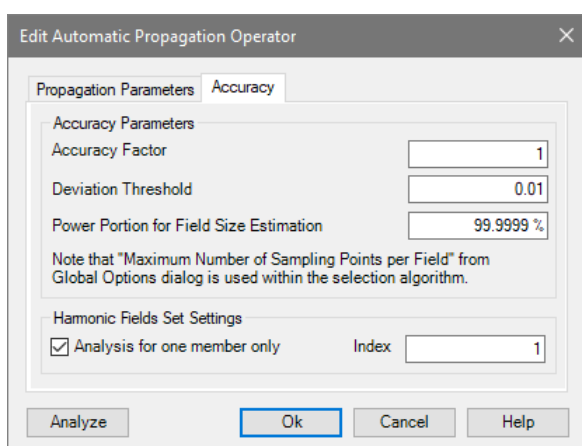 Edit Automatic Propagation Operator
Propagation Parameters Accuracy
Accuracy Parameters
Accuracy Factor 1
Deviation Threshold 0.01
Power Portion for Field Size Estimation 99.9999 %
Note that "Maximum Number of Sampling Points per Field" from
Global Options dialog is used within the selection algorithm.
Harmonic Fields Set Settings
Analysis for one member only Index 1
Analyze Ok Cancel Help